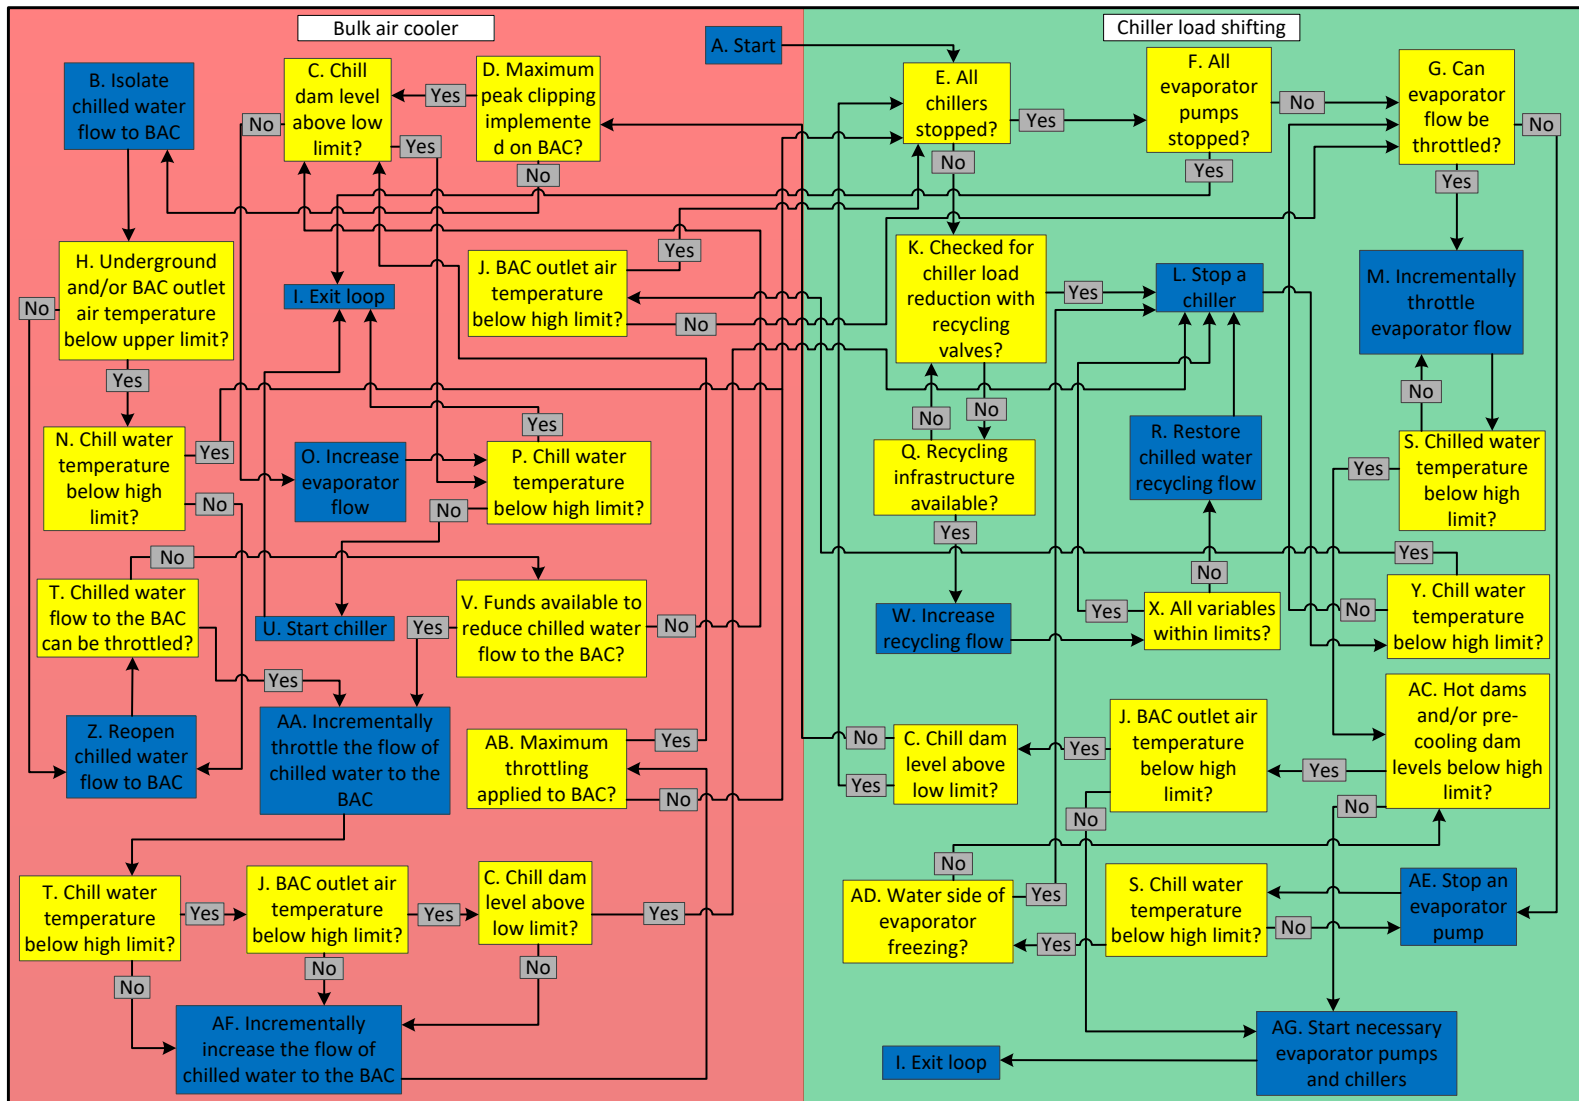 Bulk air cooler
Chiller load shifting
A. Start
B. Isolate
chilled water
flow to BAC
C. Chill
dam level
above low
limit?
D. Maximum
peak clipping
implemente
d on BAC?
E. All
chillers
stopped?
F. All
evaporator
pumps
stopped?
G. Can
evaporator
flow be
throttled?
Yes
No
Yes
No
Yes
No
No
Yes
No
Yes
No
Yes
H. Underground
and/or BAC outlet
air temperature
below upper limit?
No
Yes
I. Exit loop
J. BAC outlet air
temperature
below high limit?
Yes
No
K. Checked for
chiller load
reduction with
recycling
valves?
Yes
No
L. Stop a
chiller
M. Incrementally
throttle
evaporator flow
N. Chill water
temperature
below high
limit?
Yes
No
O. Increase
evaporator
flow
P. Chill water
temperature
below high limit?
Yes
No
Q. Recycling
infrastructure
available?
No
Yes
R. Restore
chilled water
recycling flow
S. Chilled water
temperature
below high
limit?
No
Yes
T. Chilled water
flow to the BAC
can be throttled?
No
Yes
U. Start chiller
V. Funds available to
reduce chilled water
flow to the BAC?
Yes
No
W. Increase
recycling flow
X. All variables
within limits?
Yes
No
Y. Chill water
temperature
below high limit?
Yes
No
Z. Reopen
chilled water
flow to BAC
AA. Incrementally
throttle the flow of
chilled water to the
BAC
AB. Maximum
throttling
applied to BAC?
Yes
No
C. Chill dam
level above
low limit?
No
Yes
J. BAC outlet air
temperature
below high
limit?
Yes
No
AC. Hot dams
and/or pre-
cooling dam
levels below high
limit?
Yes
No
T. Chill water
temperature
below high limit?
Yes
No
J. BAC outlet air
temperature
below high limit?
Yes
No
C. Chill dam
level above
low limit?
Yes
No
AD. Water side of
evaporator
freezing?
No
Yes
S. Chill water
temperature
below high limit?
Yes
No
AE. Stop an
evaporator
pump
AF. Incrementally
increase the flow of
chilled water to the BAC
I. Exit loop
AG. Start necessary
evaporator pumps
and chillers